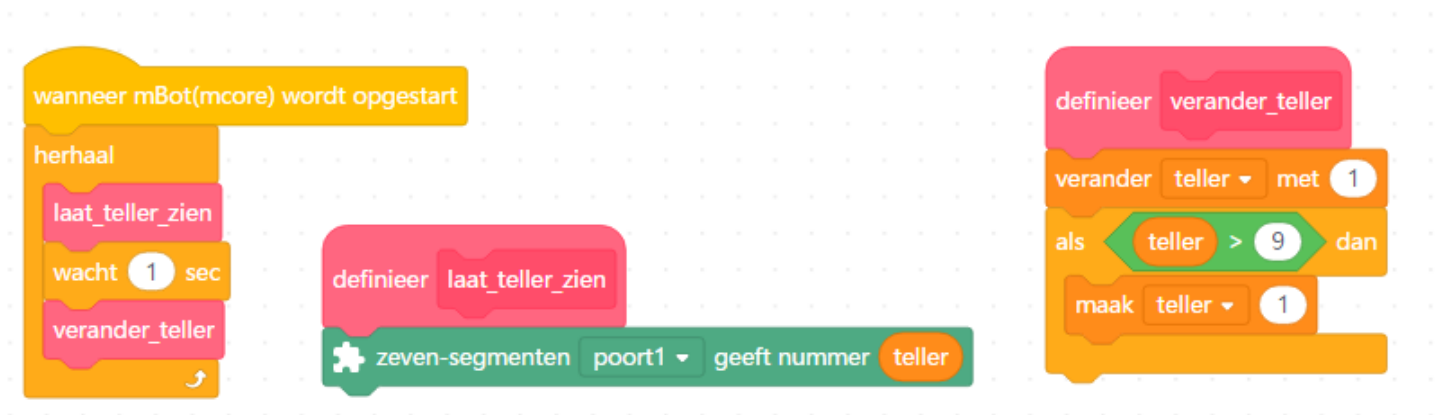 wanneer mBot(mcore) wordt opgestart
herhaal
laat_teller_zien
wacht 1 sec
verander_teller
definieer laat_teller_zien
zeven-segmenten poort1 geeft nummer teller
definieer verander_teller
verander teller met 1
als teller > 9 dan
maak teller 1